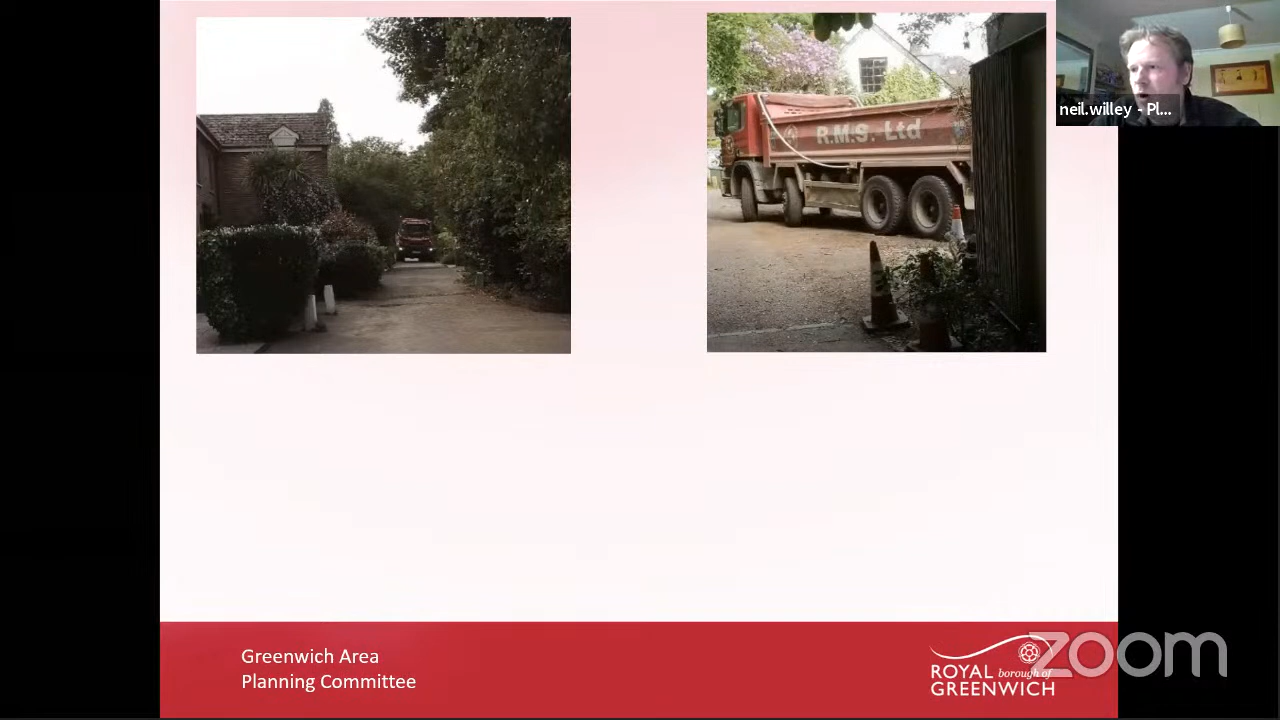 R.M.S. Ltd
neil.willey - Pl...
Greenwich Area
Planning Committee
ROYAL borough of
GREENWICH
zoom